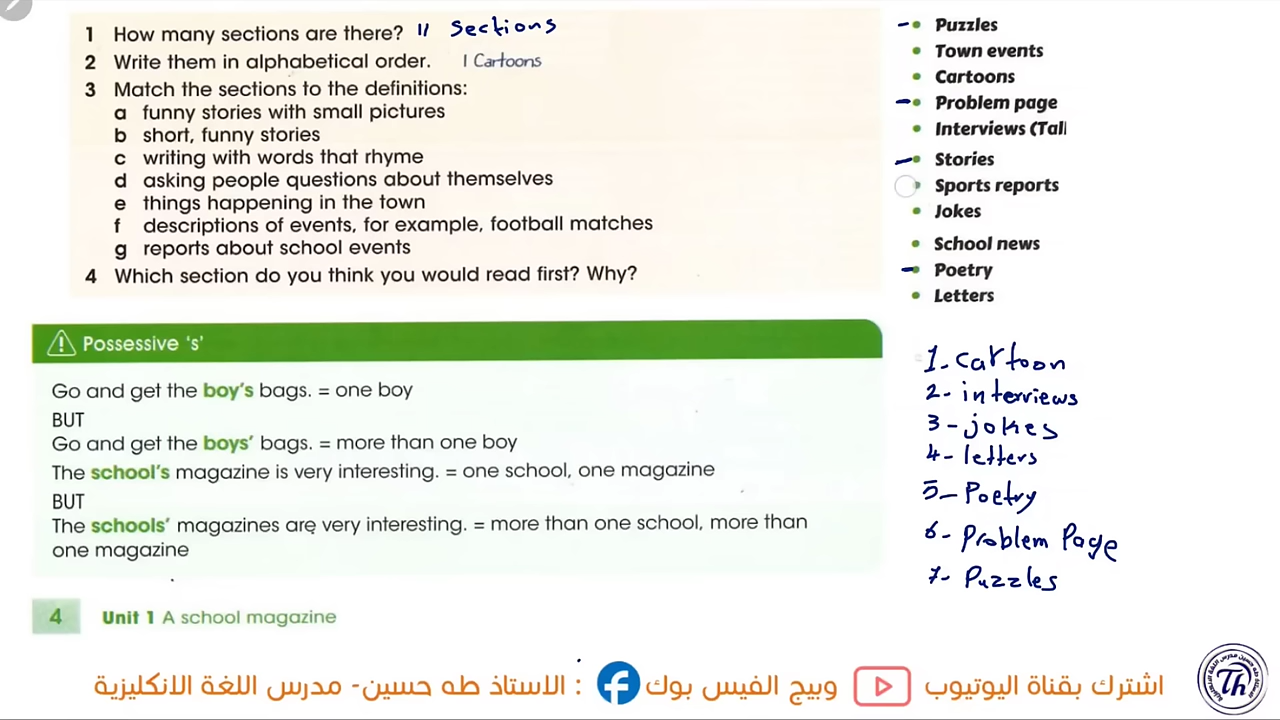 1 How many sections are there? 11 Sections
2 Write them in alphabetical order. 1 Cartoons
3 Match the sections to the definitions:
a funny stories with small pictures
b short, funny stories
c writing with words that rhyme
d asking people questions about themselves
e things happening in the town
f descriptions of events, for example, football matches
g reports about school events
4 Which section do you think you would read first? Why?
Possessive 's'
Go and get the boy's bags. = one boy
BUT
Go and get the boys' bags. = more than one boy
The school's magazine is very interesting. = one school, one magazine
BUT
The schools' magazines are very interesting. = more than one school, more than
one magazine
4 Unit 1 A school magazine
• Puzzles
• Town events
• Cartoons
• Problem page
• Interviews (Tal
• Stories
• Sports reports
• Jokes
• School news
• Poetry
• Letters
1- cartoon
2- interviews
3- jokes
4- letters
5- Poetry
6- Problem Page
7- Puzzles
اشترك بقناة اليوتيوب وبيج الفيس بوك : الاستاذ طه حسين- مدرس اللغة الانكليزية
Th